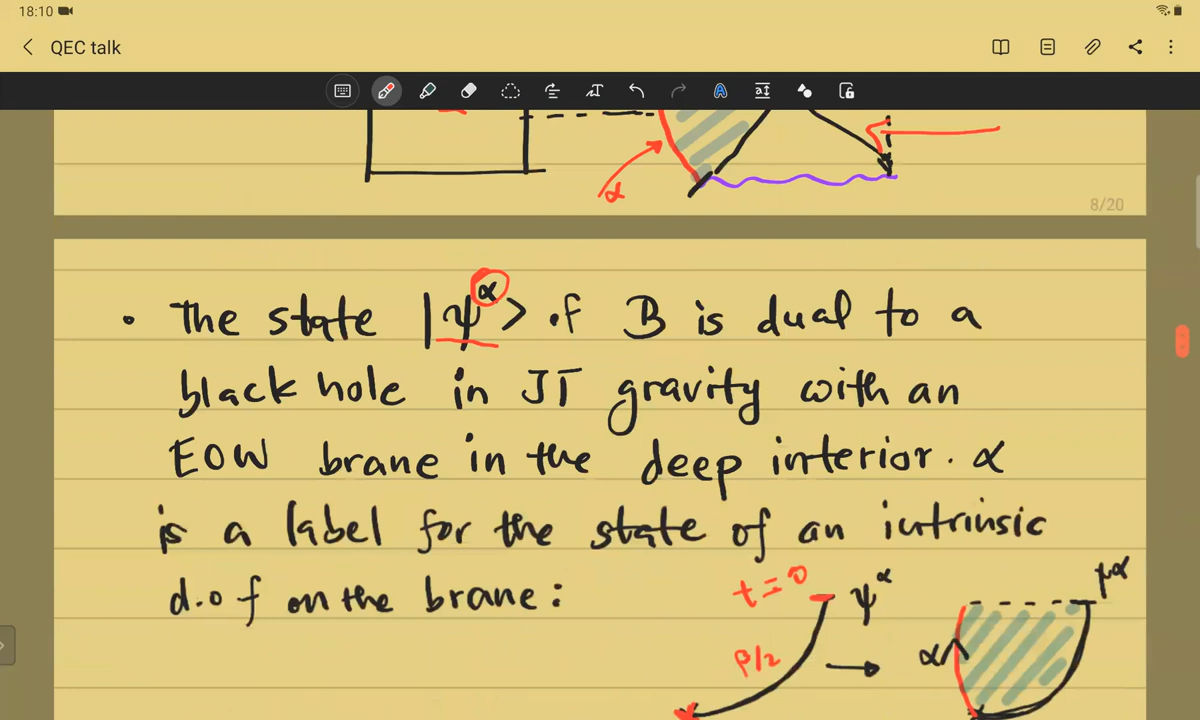 18:10
QEC talk
α
8/20
• The state |ψ^α> of B is dual to a
black hole in JT gravity with an
EOW brane in the deep interior. α
is a label for the state of an intrinsic
d.o.f on the brane:
t=0 ψ^α
β/2 α